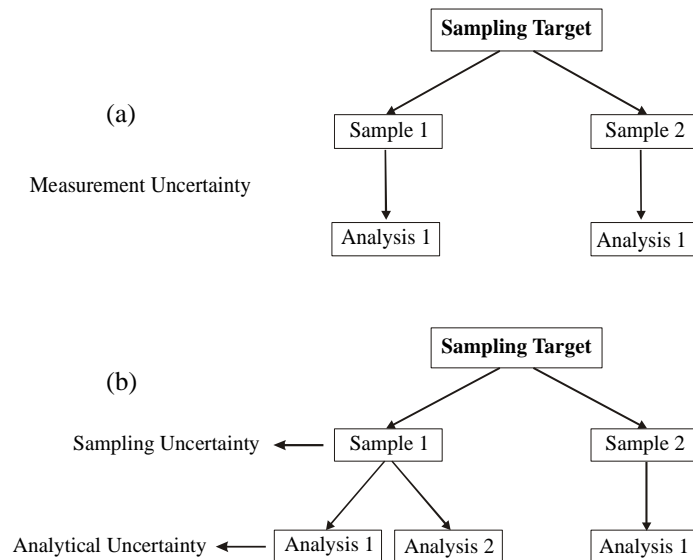 Sampling Target
(a)
Sample 1
Sample 2
Measurement Uncertainty
Analysis 1
Analysis 1
Sampling Target
(b)
Sampling Uncertainty
Sample 1
Sample 2
Analytical Uncertainty
Analysis 1
Analysis 2
Analysis 1